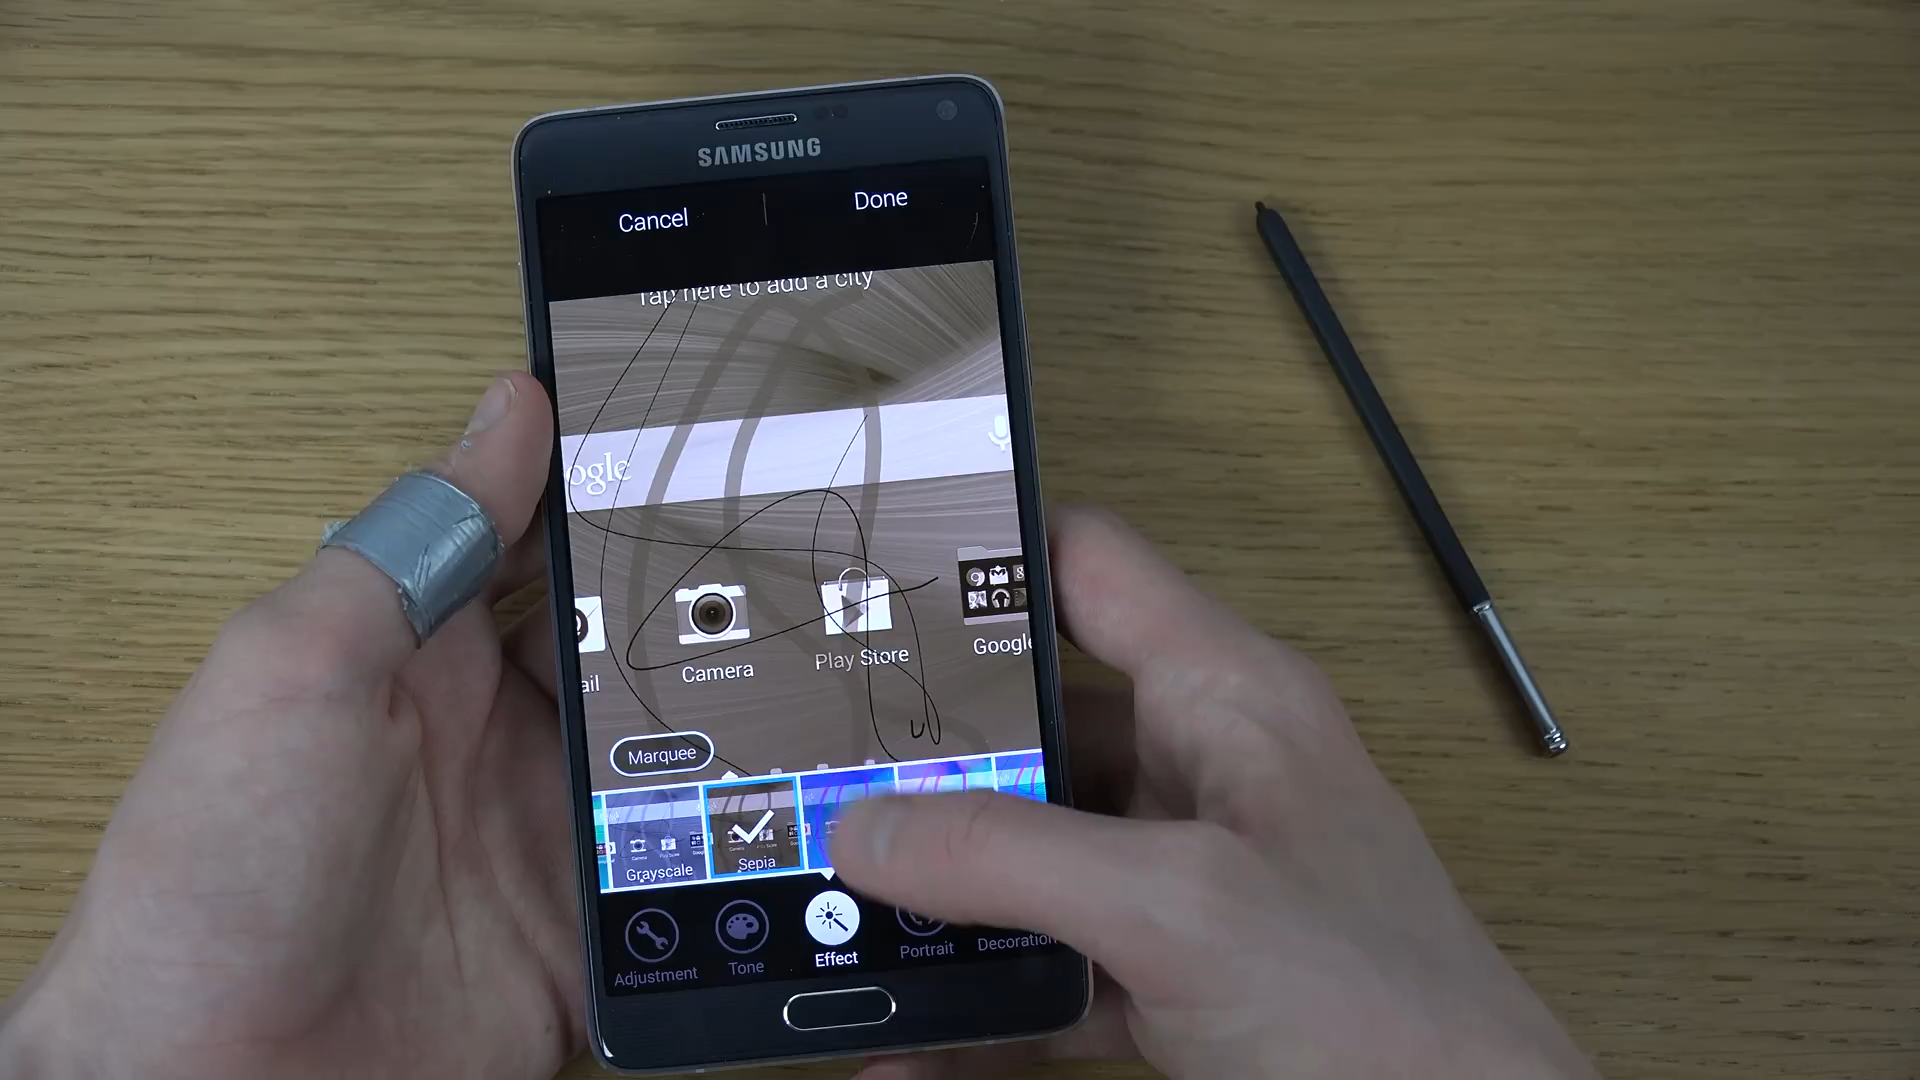 SAMSUNG
Cancel
Done
Tap here to add a city
ogle
ail
Camera
Play Store
Google
Marquee
Grayscale
Sepia
Adjustment
Tone
Effect
Portrait
Decoration